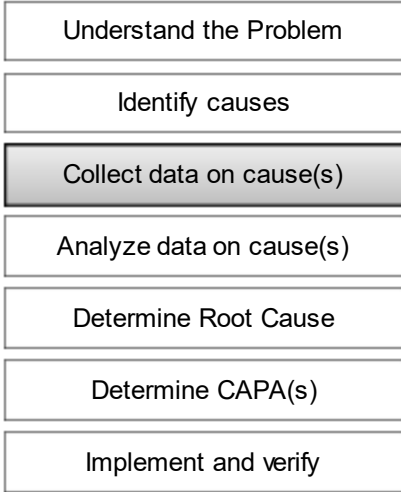 Understand the Problem
Identify causes
Collect data on cause(s)
Analyze data on cause(s)
Determine Root Cause
Determine CAPA(s)
Implement and verify